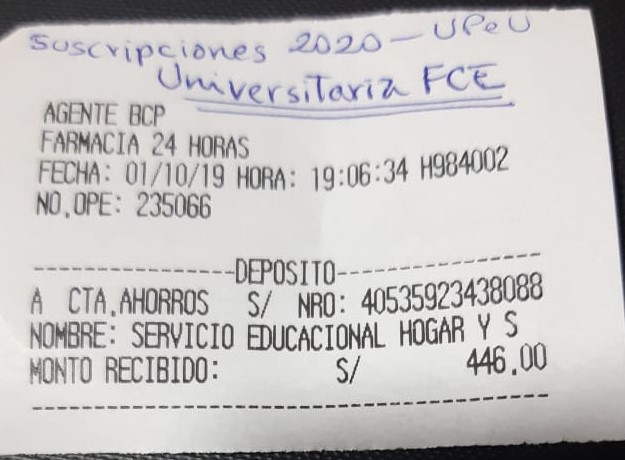 Suscripciones 2020 - UPeU
Universitaria FCE
AGENTE BCP
FARMACIA 24 HORAS
FECHA: 01/10/19 HORA: 19:06:34 H984002
NO.OPE: 235066
----------------DEPOSITO----------------
A CTA.AHORROS S/ NRO: 40535923438088
NOMBRE: SERVICIO EDUCACIONAL HOGAR Y S
MONTO RECIBIDO: S/ 446.00